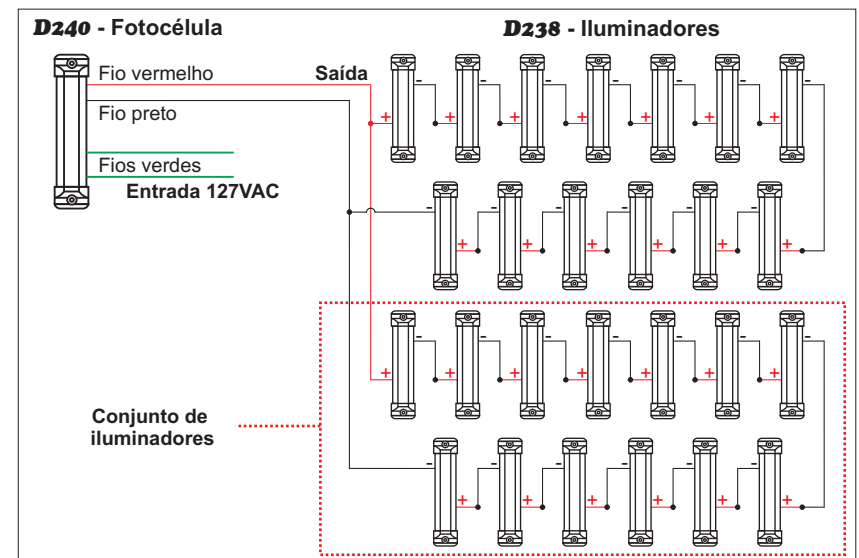 D240 - Fotocélula
D238 - Iluminadores
Fio vermelho
Saída
Fio preto
Fios verdes
Entrada 127VAC
Conjunto de
iluminadores